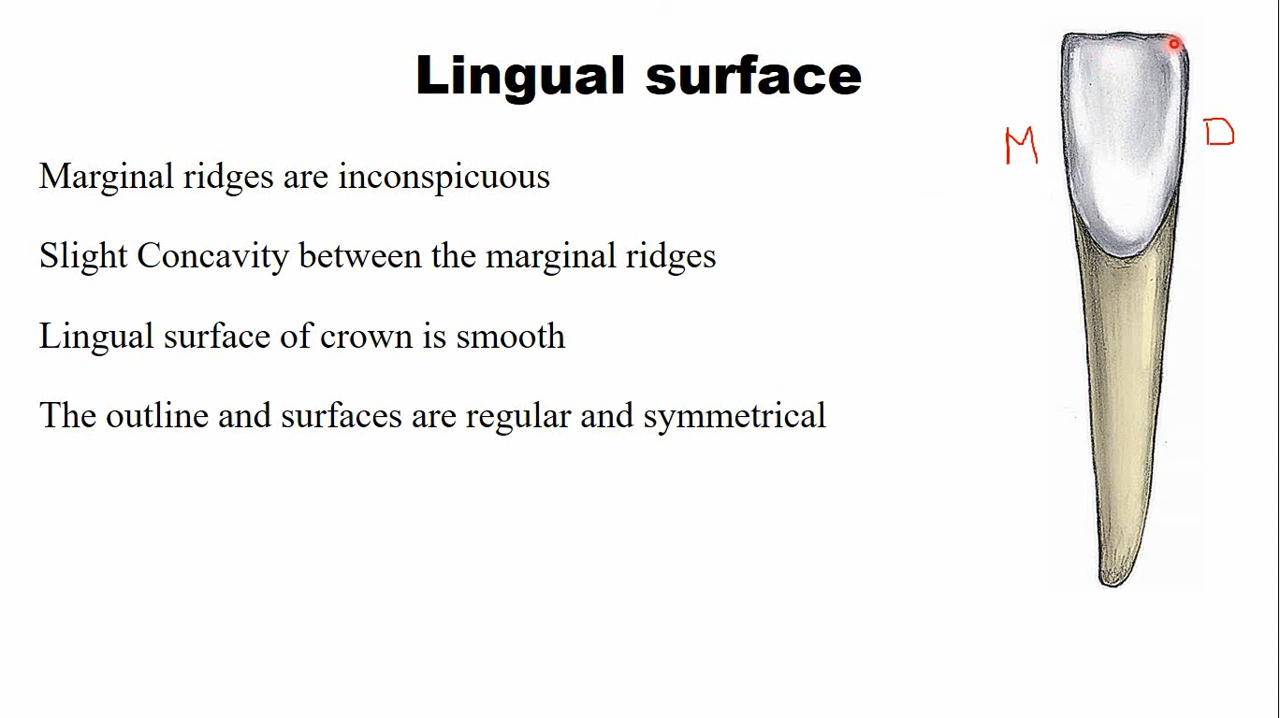 Lingual surface
Marginal ridges are inconspicuous
M D
Slight Concavity between the marginal ridges
Lingual surface of crown is smooth
The outline and surfaces are regular and symmetrical